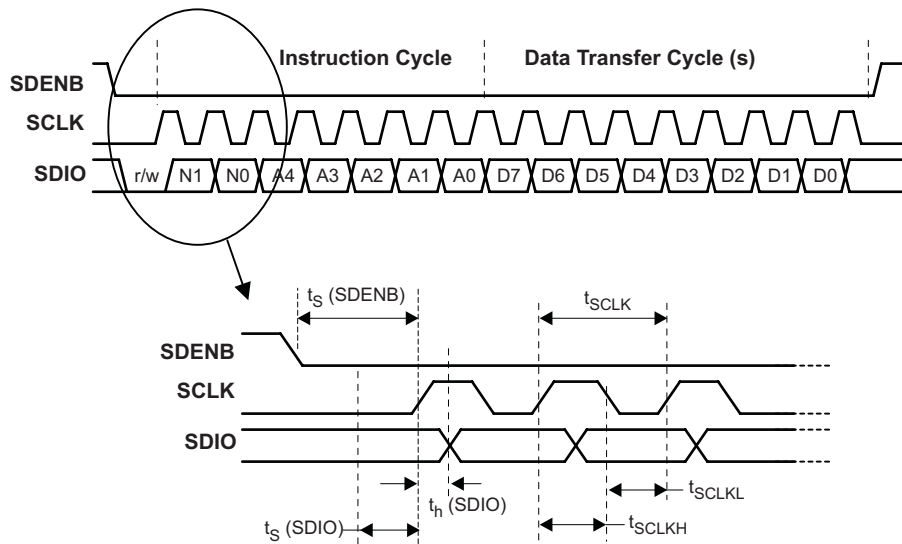 Instruction Cycle Data Transfer Cycle (s)
SDENB
SCLK
SDIO r/w N1 N0 A4 A3 A2 A1 A0 D7 D6 D5 D4 D3 D2 D1 D0
tS (SDENB) tSCLK
SDENB
SCLK
SDIO
th (SDIO) tSCLKL
tS (SDIO) tSCLKH